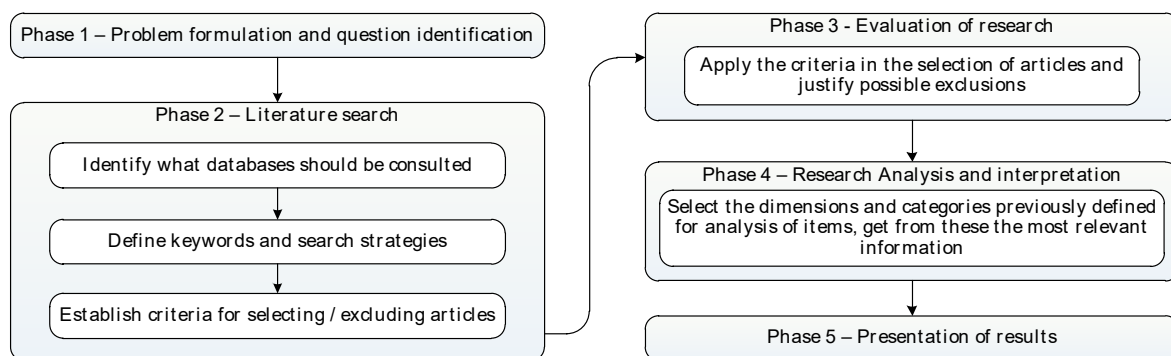 Phase 1 – Problem formulation and question identification
Phase 2 – Literature search
Identify what databases should be consulted
Define keywords and search strategies
Establish criteria for selecting / excluding articles
Phase 3 - Evaluation of research
Apply the criteria in the selection of articles and
justify possible exclusions
Phase 4 – Research Analysis and interpretation
Select the dimensions and categories previously defined
for analysis of items, get from these the most relevant
information
Phase 5 – Presentation of results